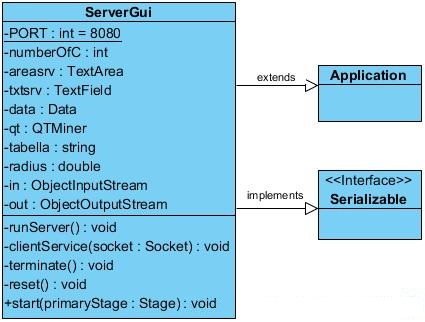 ServerGui
-PORT : int = 8080
-numberOfC : int
-areasrv : TextArea
-txtsrv : TextField
-data : Data
-qt : QTMiner
-tabella : string
-radius : double
-in : ObjectInputStream
-out : ObjectOutputStream
-runServer() : void
-clientService(socket : Socket) : void
-terminate() : void
-reset() : void
+start(primaryStage : Stage) : void
extends
Application
implements
<<Interface>>
Serializable